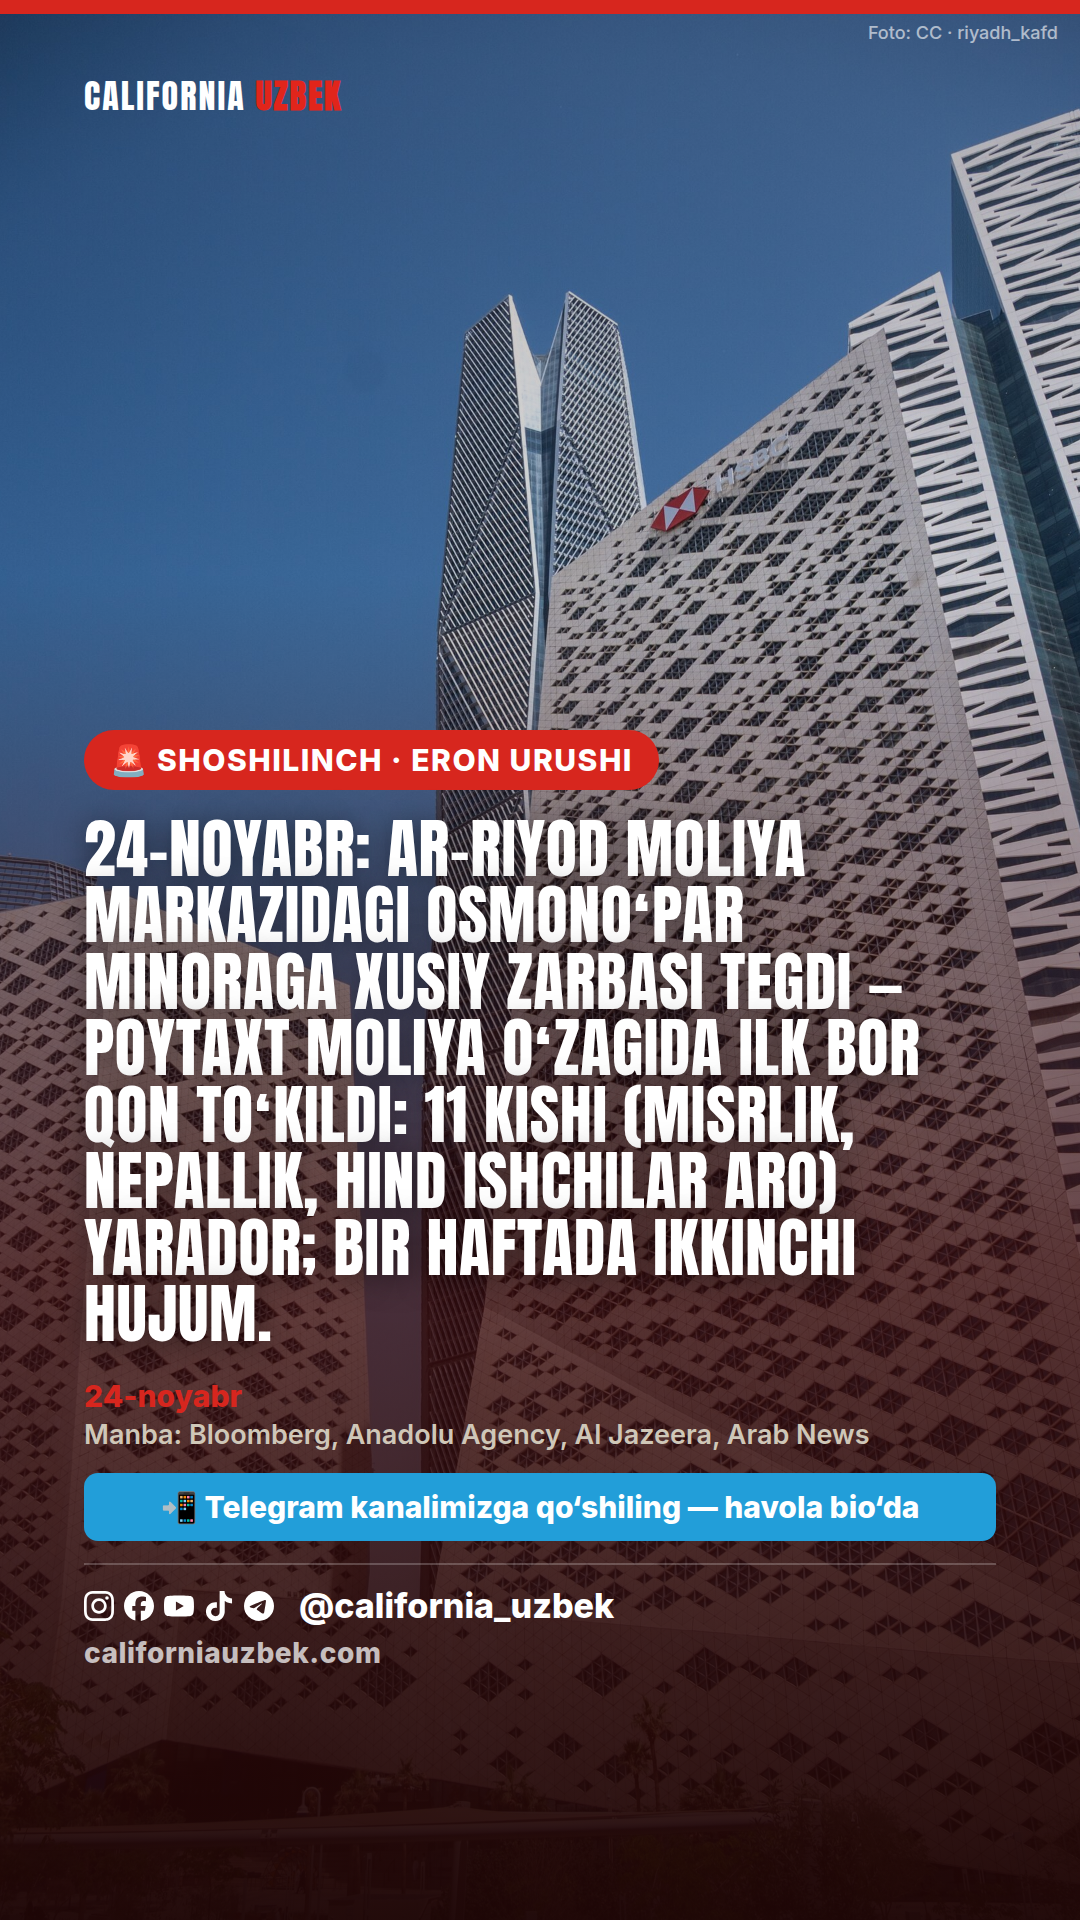 Foto: CC · riyadh_kafd
CALIFORNIA UZBEK
HSBC
🚨 SHOSHILINCH · ERON URUSHI
24-NOYABR: AR-RIYOD MOLIYA
MARKAZIDAGI OSMONO‘PAR
MINORAGA XUSIY ZARBASI TEGDI —
POYTAXT MOLIYA O‘ZAGIDA ILK BOR
QON TO‘KILDI: 11 KISHI (MISRLIK,
NEPALLIK, HIND ISHCHILAR ARO)
YARADOR; BIR HAFTADA IKKINCHI
HUJUM.
24-noyabr
Manba: Bloomberg, Anadolu Agency, Al Jazeera, Arab News
📲 Telegram kanalimizga qo‘shiling — havola bio‘da
@california_uzbek
californiauzbek.com